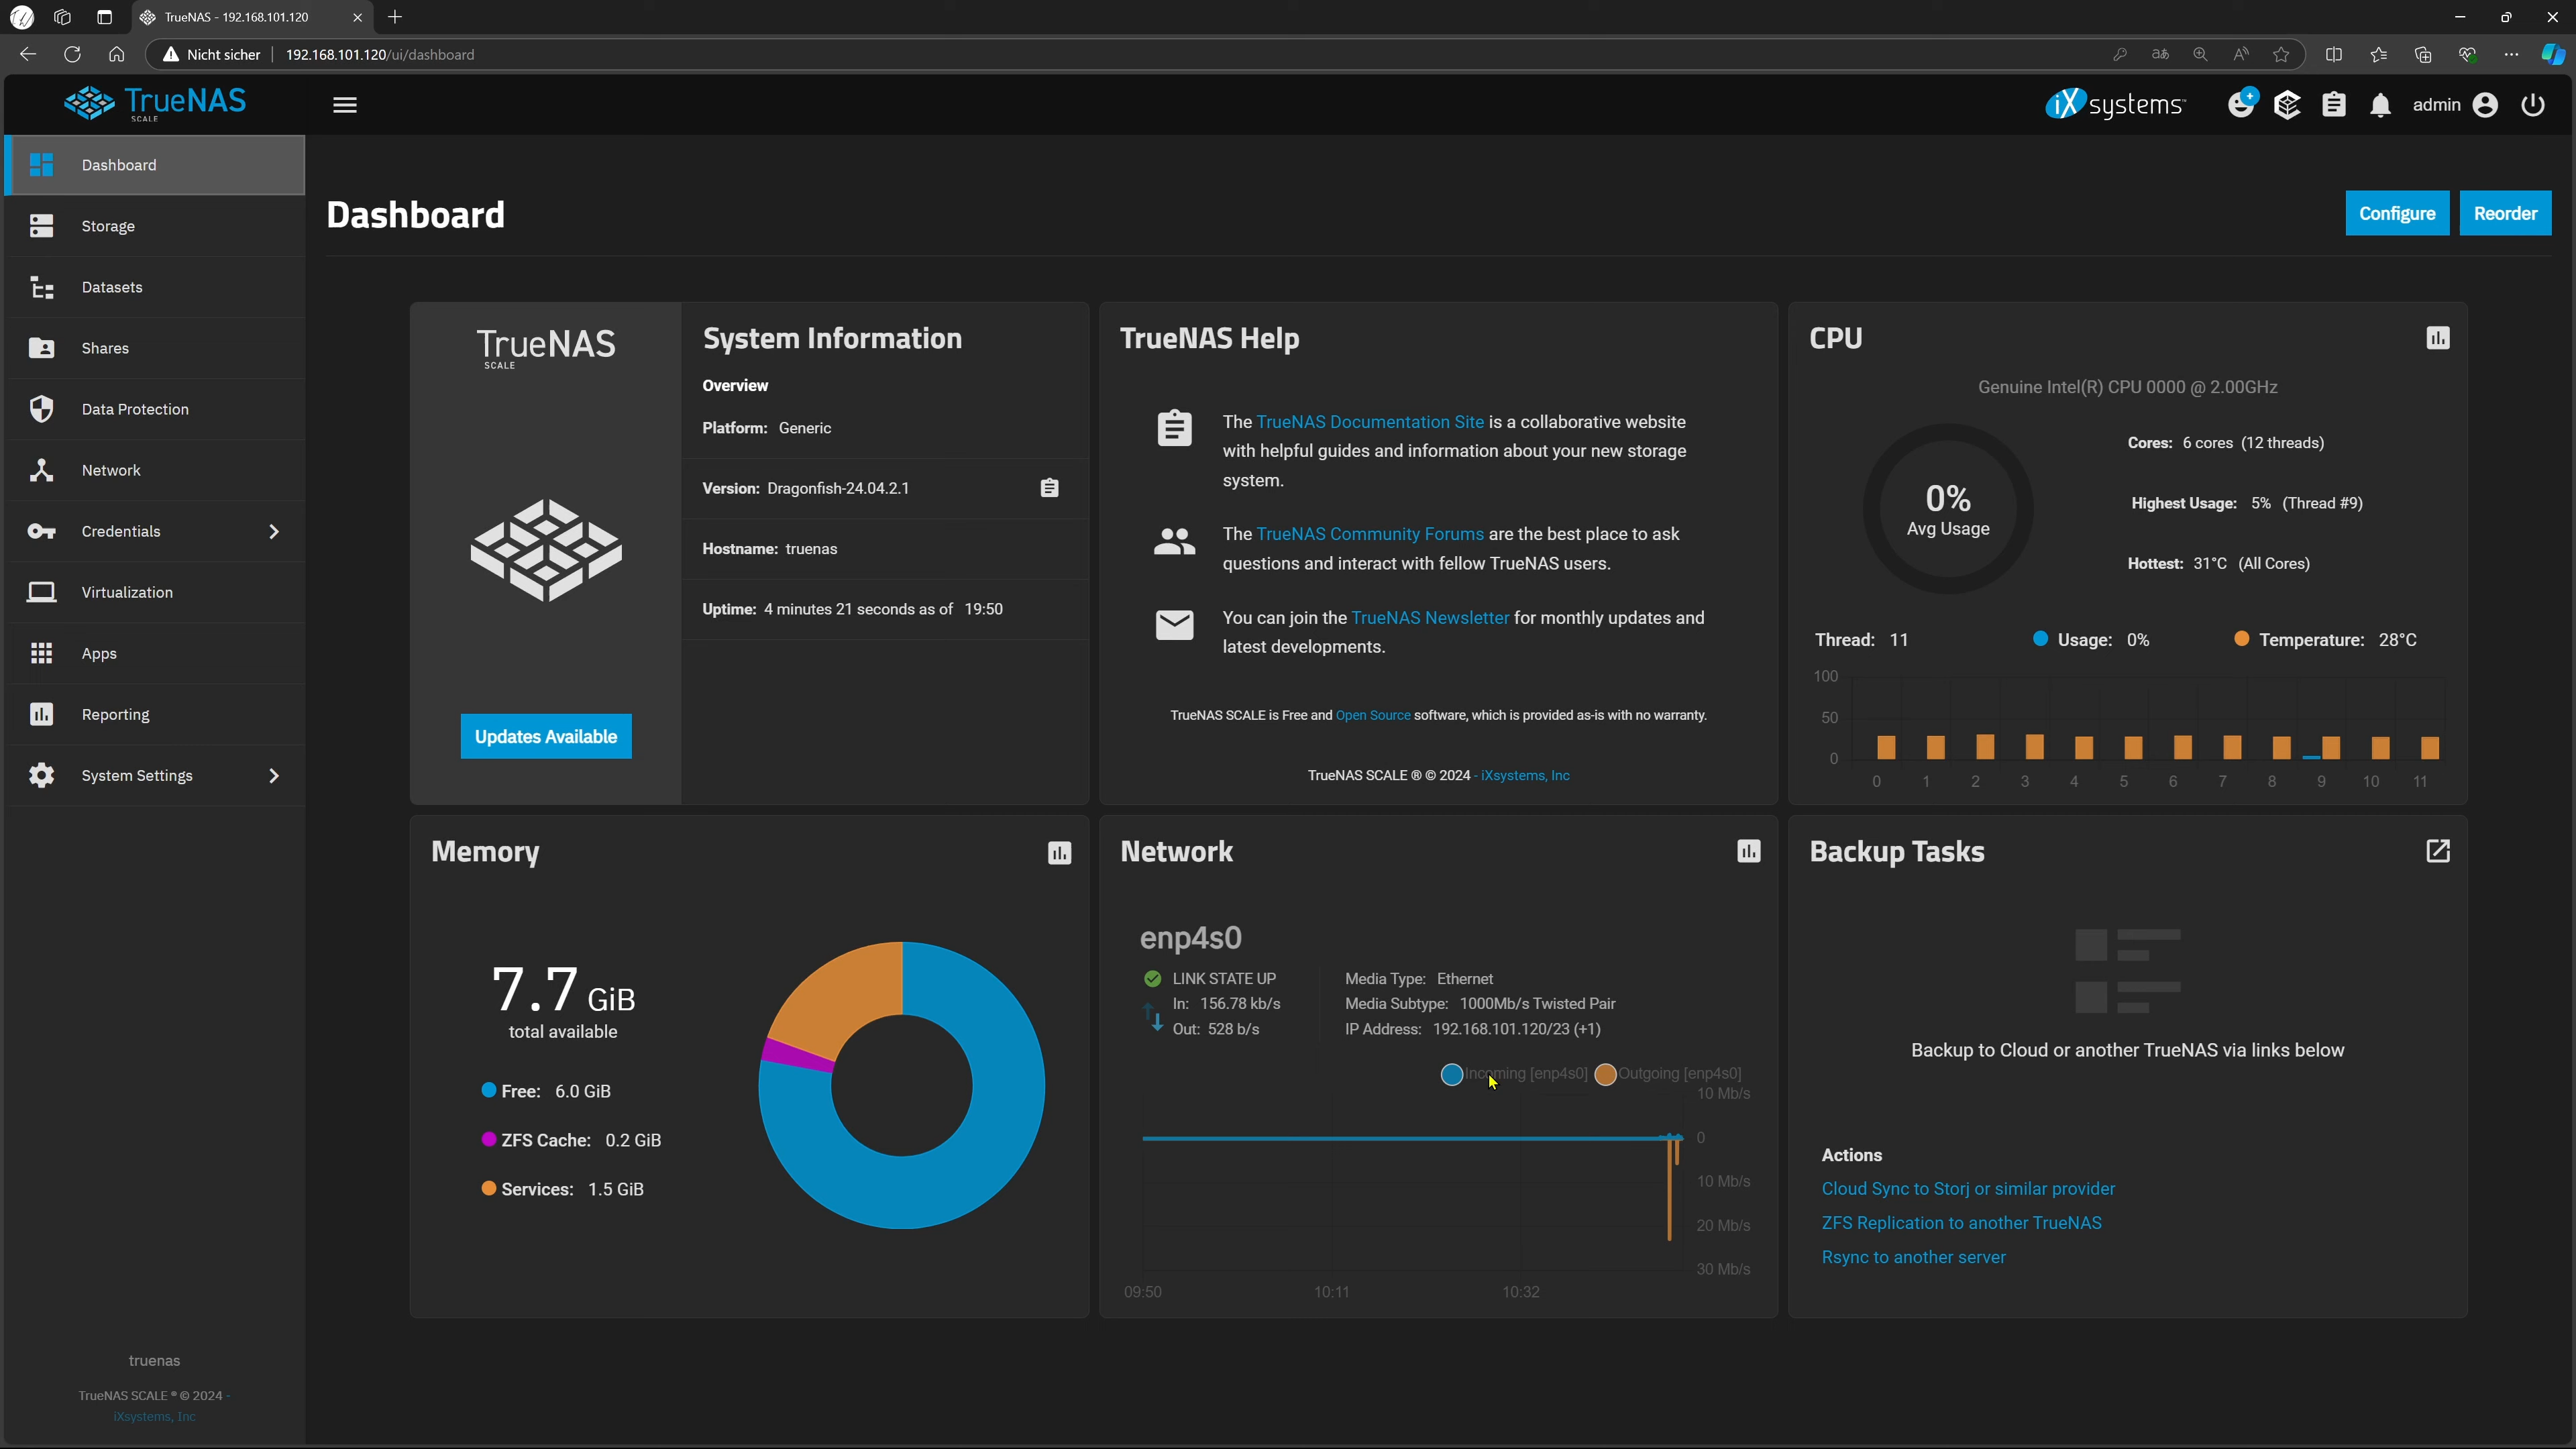 TrueNAS - 192.168.101.120
Nicht sicher
192.168.101.120/ui/dashboard
TrueNAS
SCALE
iXsystems™
admin
Dashboard
Storage
Datasets
Shares
Data Protection
Network
Credentials
Virtualization
Apps
Reporting
System Settings
truenas
TrueNAS SCALE ® © 2024 -
iXsystems, Inc
Dashboard
Configure
Reorder
TrueNAS
SCALE
Updates Available
System Information
Overview
Platform: Generic
Version: Dragonfish-24.04.2.1
Hostname: truenas
Uptime: 4 minutes 21 seconds as of 19:50
TrueNAS Help
The TrueNAS Documentation Site is a collaborative website
with helpful guides and information about your new storage
system.
The TrueNAS Community Forums are the best place to ask
questions and interact with fellow TrueNAS users.
You can join the TrueNAS Newsletter for monthly updates and
latest developments.
TrueNAS SCALE is Free and Open Source software, which is provided as-is with no warranty.
TrueNAS SCALE ® © 2024 - iXsystems, Inc
CPU
Genuine Intel(R) CPU 0000 @ 2.00GHz
0%
Avg Usage
Cores: 6 cores (12 threads)
Highest Usage: 5% (Thread #9)
Hottest: 31°C (All Cores)
Thread: 11
Usage: 0%
Temperature: 28°C
100
50
0
0 1 2 3 4 5 6 7 8 9 10 11
Memory
7.7 GiB
total available
Free: 6.0 GiB
ZFS Cache: 0.2 GiB
Services: 1.5 GiB
Network
enp4s0
LINK STATE UP
In: 156.78 kb/s
Out: 528 b/s
Media Type: Ethernet
Media Subtype: 1000Mb/s Twisted Pair
IP Address: 192.168.101.120/23 (+1)
Incoming [enp4s0] Outgoing [enp4s0]
10 Mb/s
0
10 Mb/s
20 Mb/s
30 Mb/s
09:50 10:11 10:32
Backup Tasks
Backup to Cloud or another TrueNAS via links below
Actions
Cloud Sync to Storj or similar provider
ZFS Replication to another TrueNAS
Rsync to another server